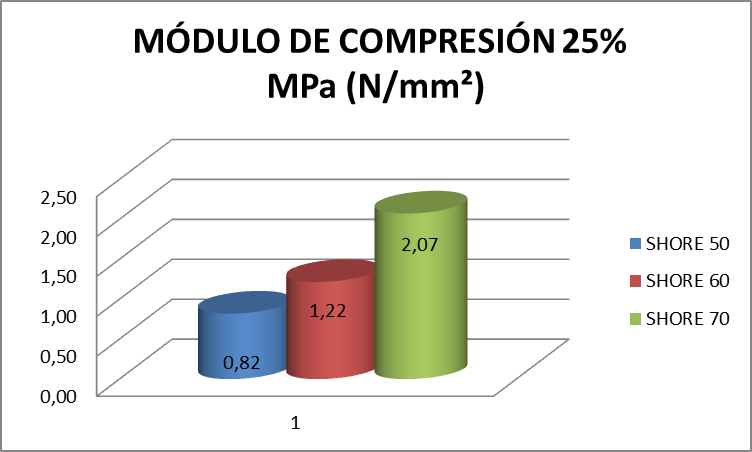 MÓDULO DE COMPRESIÓN 25%
MPa (N/mm²)
2,50
2,00
1,50
1,00
0,50
0,00
0,82
1,22
2,07
1
SHORE 50
SHORE 60
SHORE 70